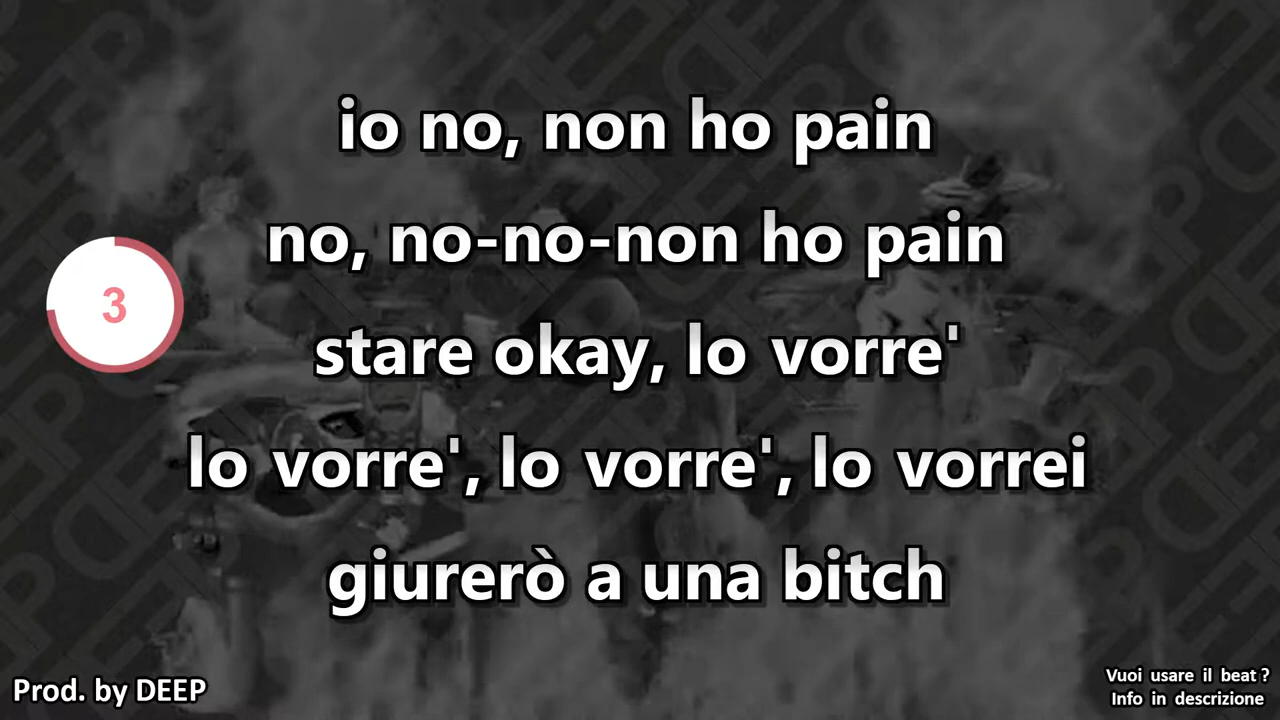 io no, non ho pain
no, no-no-non ho pain
3
stare okay, lo vorre'
lo vorre', lo vorre', lo vorrei
giurerò a una bitch
Prod. by DEEP
Vuoi usare il beat ?
Info in descrizione